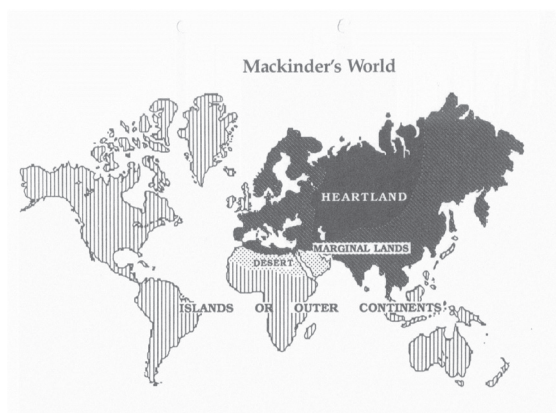 Mackinder's World
HEARTLAND
MARGINAL LANDS
DESERT
ISLANDS OR OUTER CONTINENTS